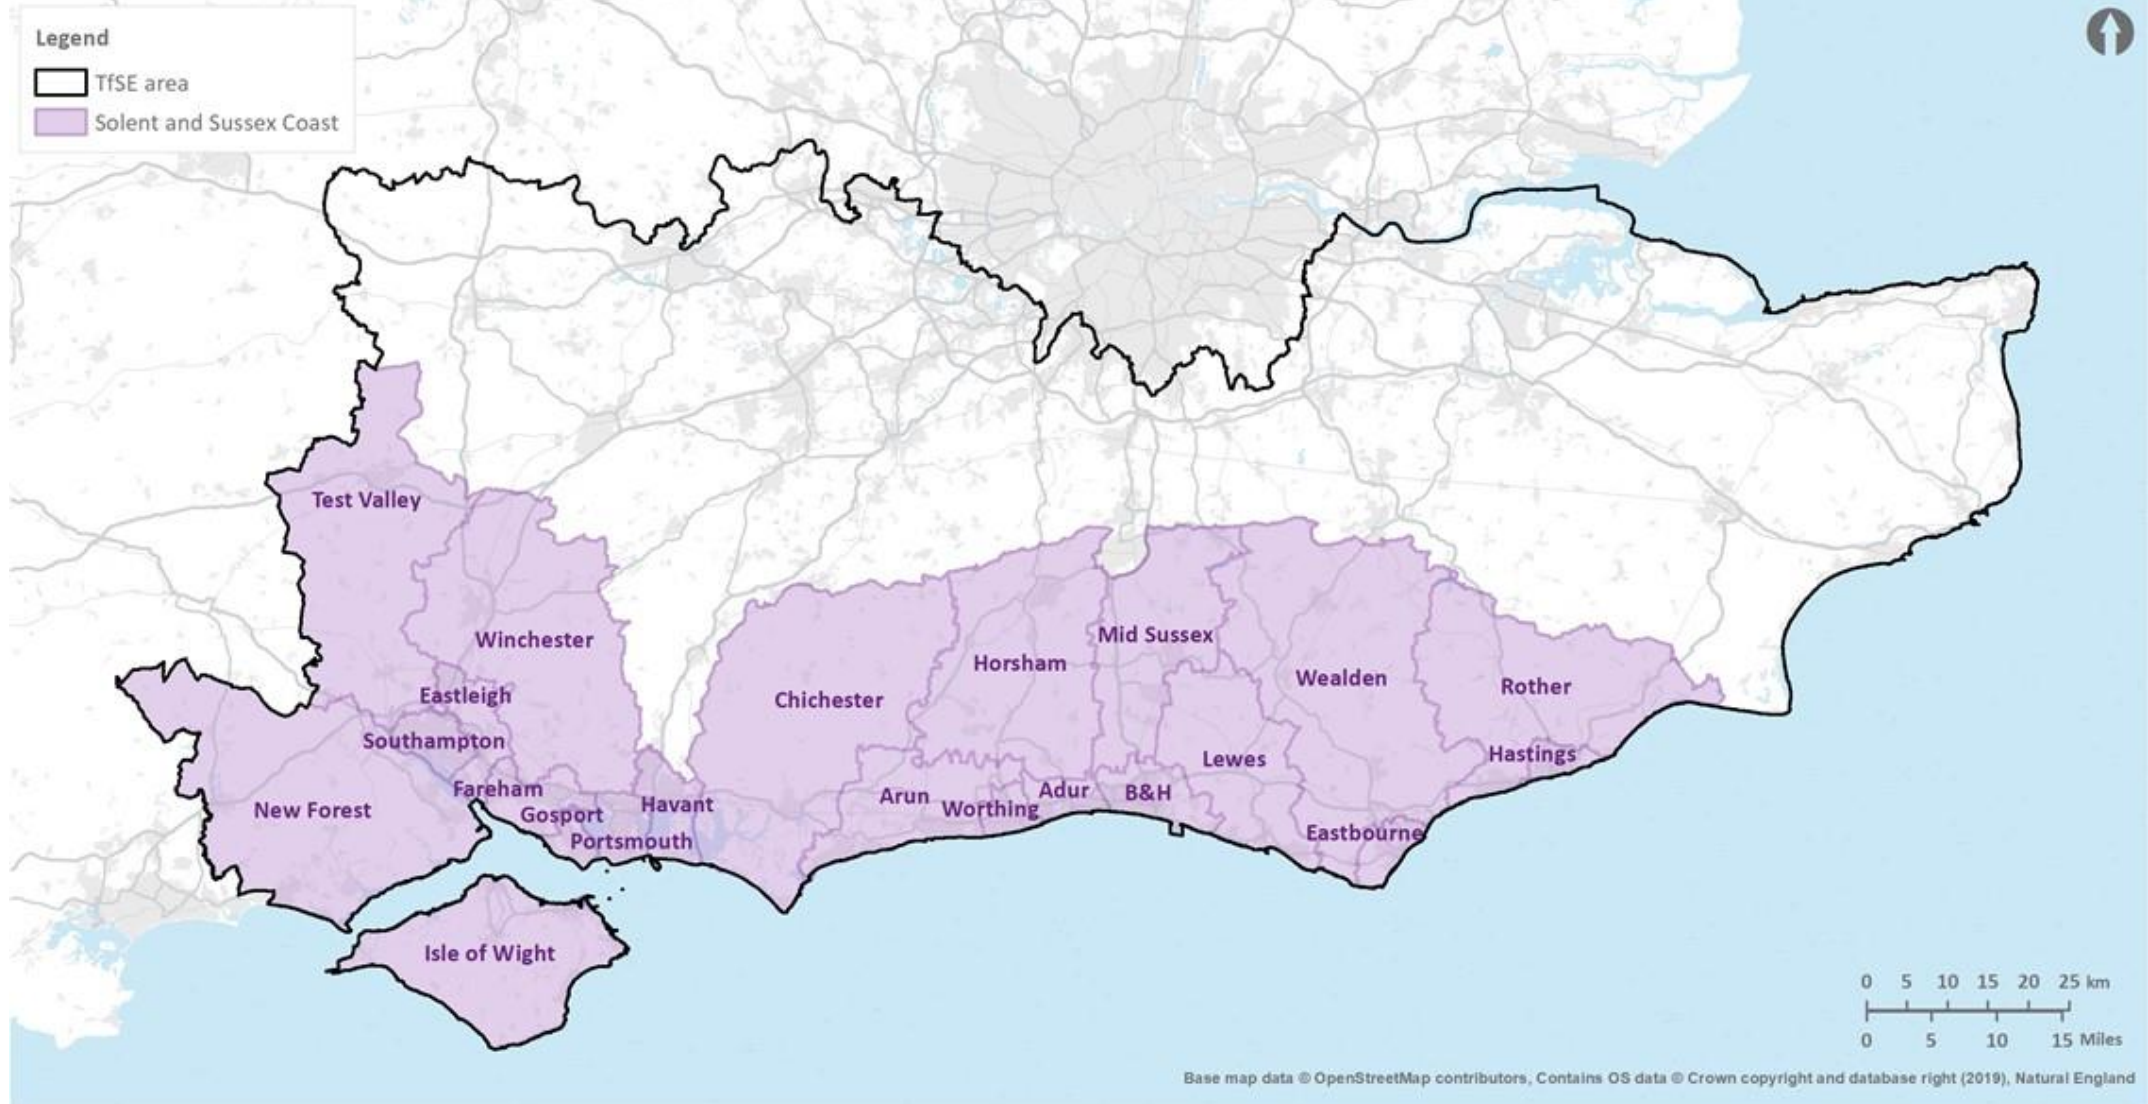 Legend
TfSE area
Solent and Sussex Coast
Test Valley
Winchester
Mid Sussex
Horsham
Wealden
Rother
Eastleigh
Chichester
Southampton
Lewes
Hastings
Fareham
Havant
Arun
Worthing
Adur
B&H
New Forest
Gosport
Portsmouth
Eastbourne
Isle of Wight
0 5 10 15 20 25 km
0 5 10 15 Miles
Base map data © OpenStreetMap contributors, Contains OS data © Crown copyright and database right (2019), Natural England